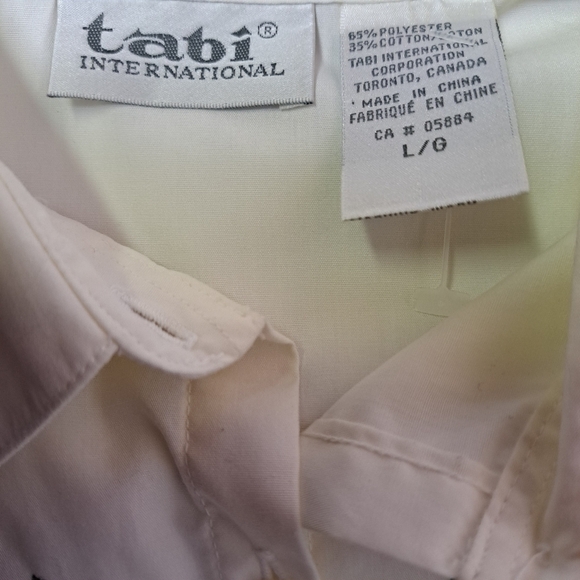 tabi®
INTERNATIONAL
65% POLYESTER
35% COTTON/COTON
TABI INTERNATIONAL
CORPORATION
TORONTO, CANADA
MADE IN CHINA
FABRIQUÉ EN CHINE
CA # 05884
L/G